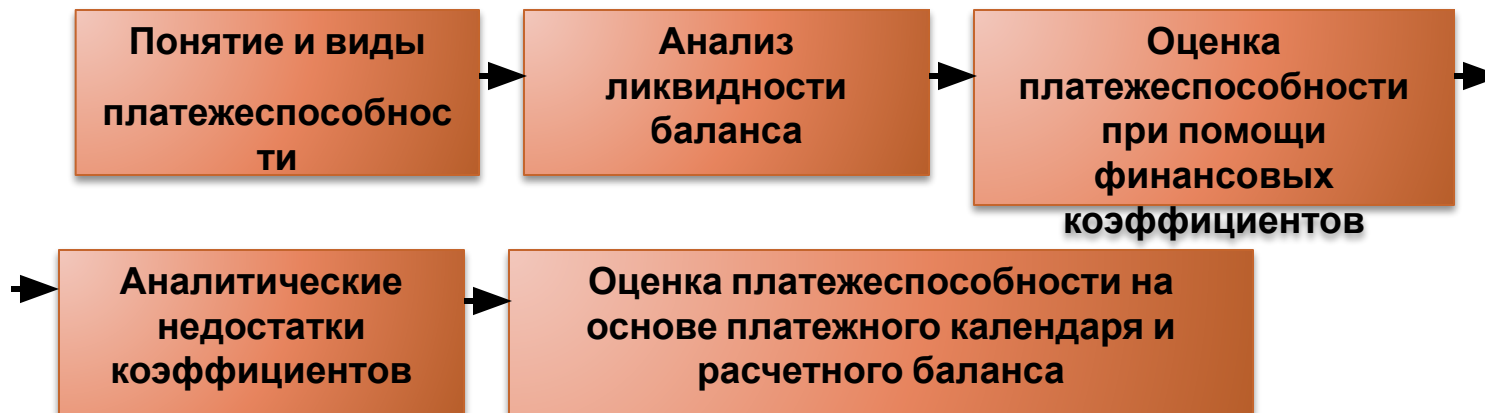 Понятие и виды
платежеспособнос
ти
Анализ
ликвидности
баланса
Оценка
платежеспособности
при помощи
финансовых
коэффициентов
Аналитические
недостатки
коэффициентов
Оценка платежеспособности на
основе платежного календаря и
расчетного баланса